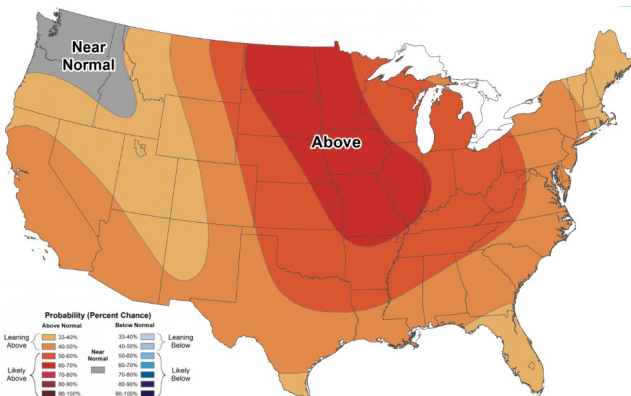 Near
Normal
Above
Probability (Percent Chance)
Above Normal
Below Normal
Leaning
Above
33-40%
40-50%
Likely
Above
50-60%
60-70%
70-80%
80-90%
90-100%
Near
Normal
33-40%
40-50%
Leaning
Below
50-60%
60-70%
70-80%
80-90%
90-100%
Likely
Below